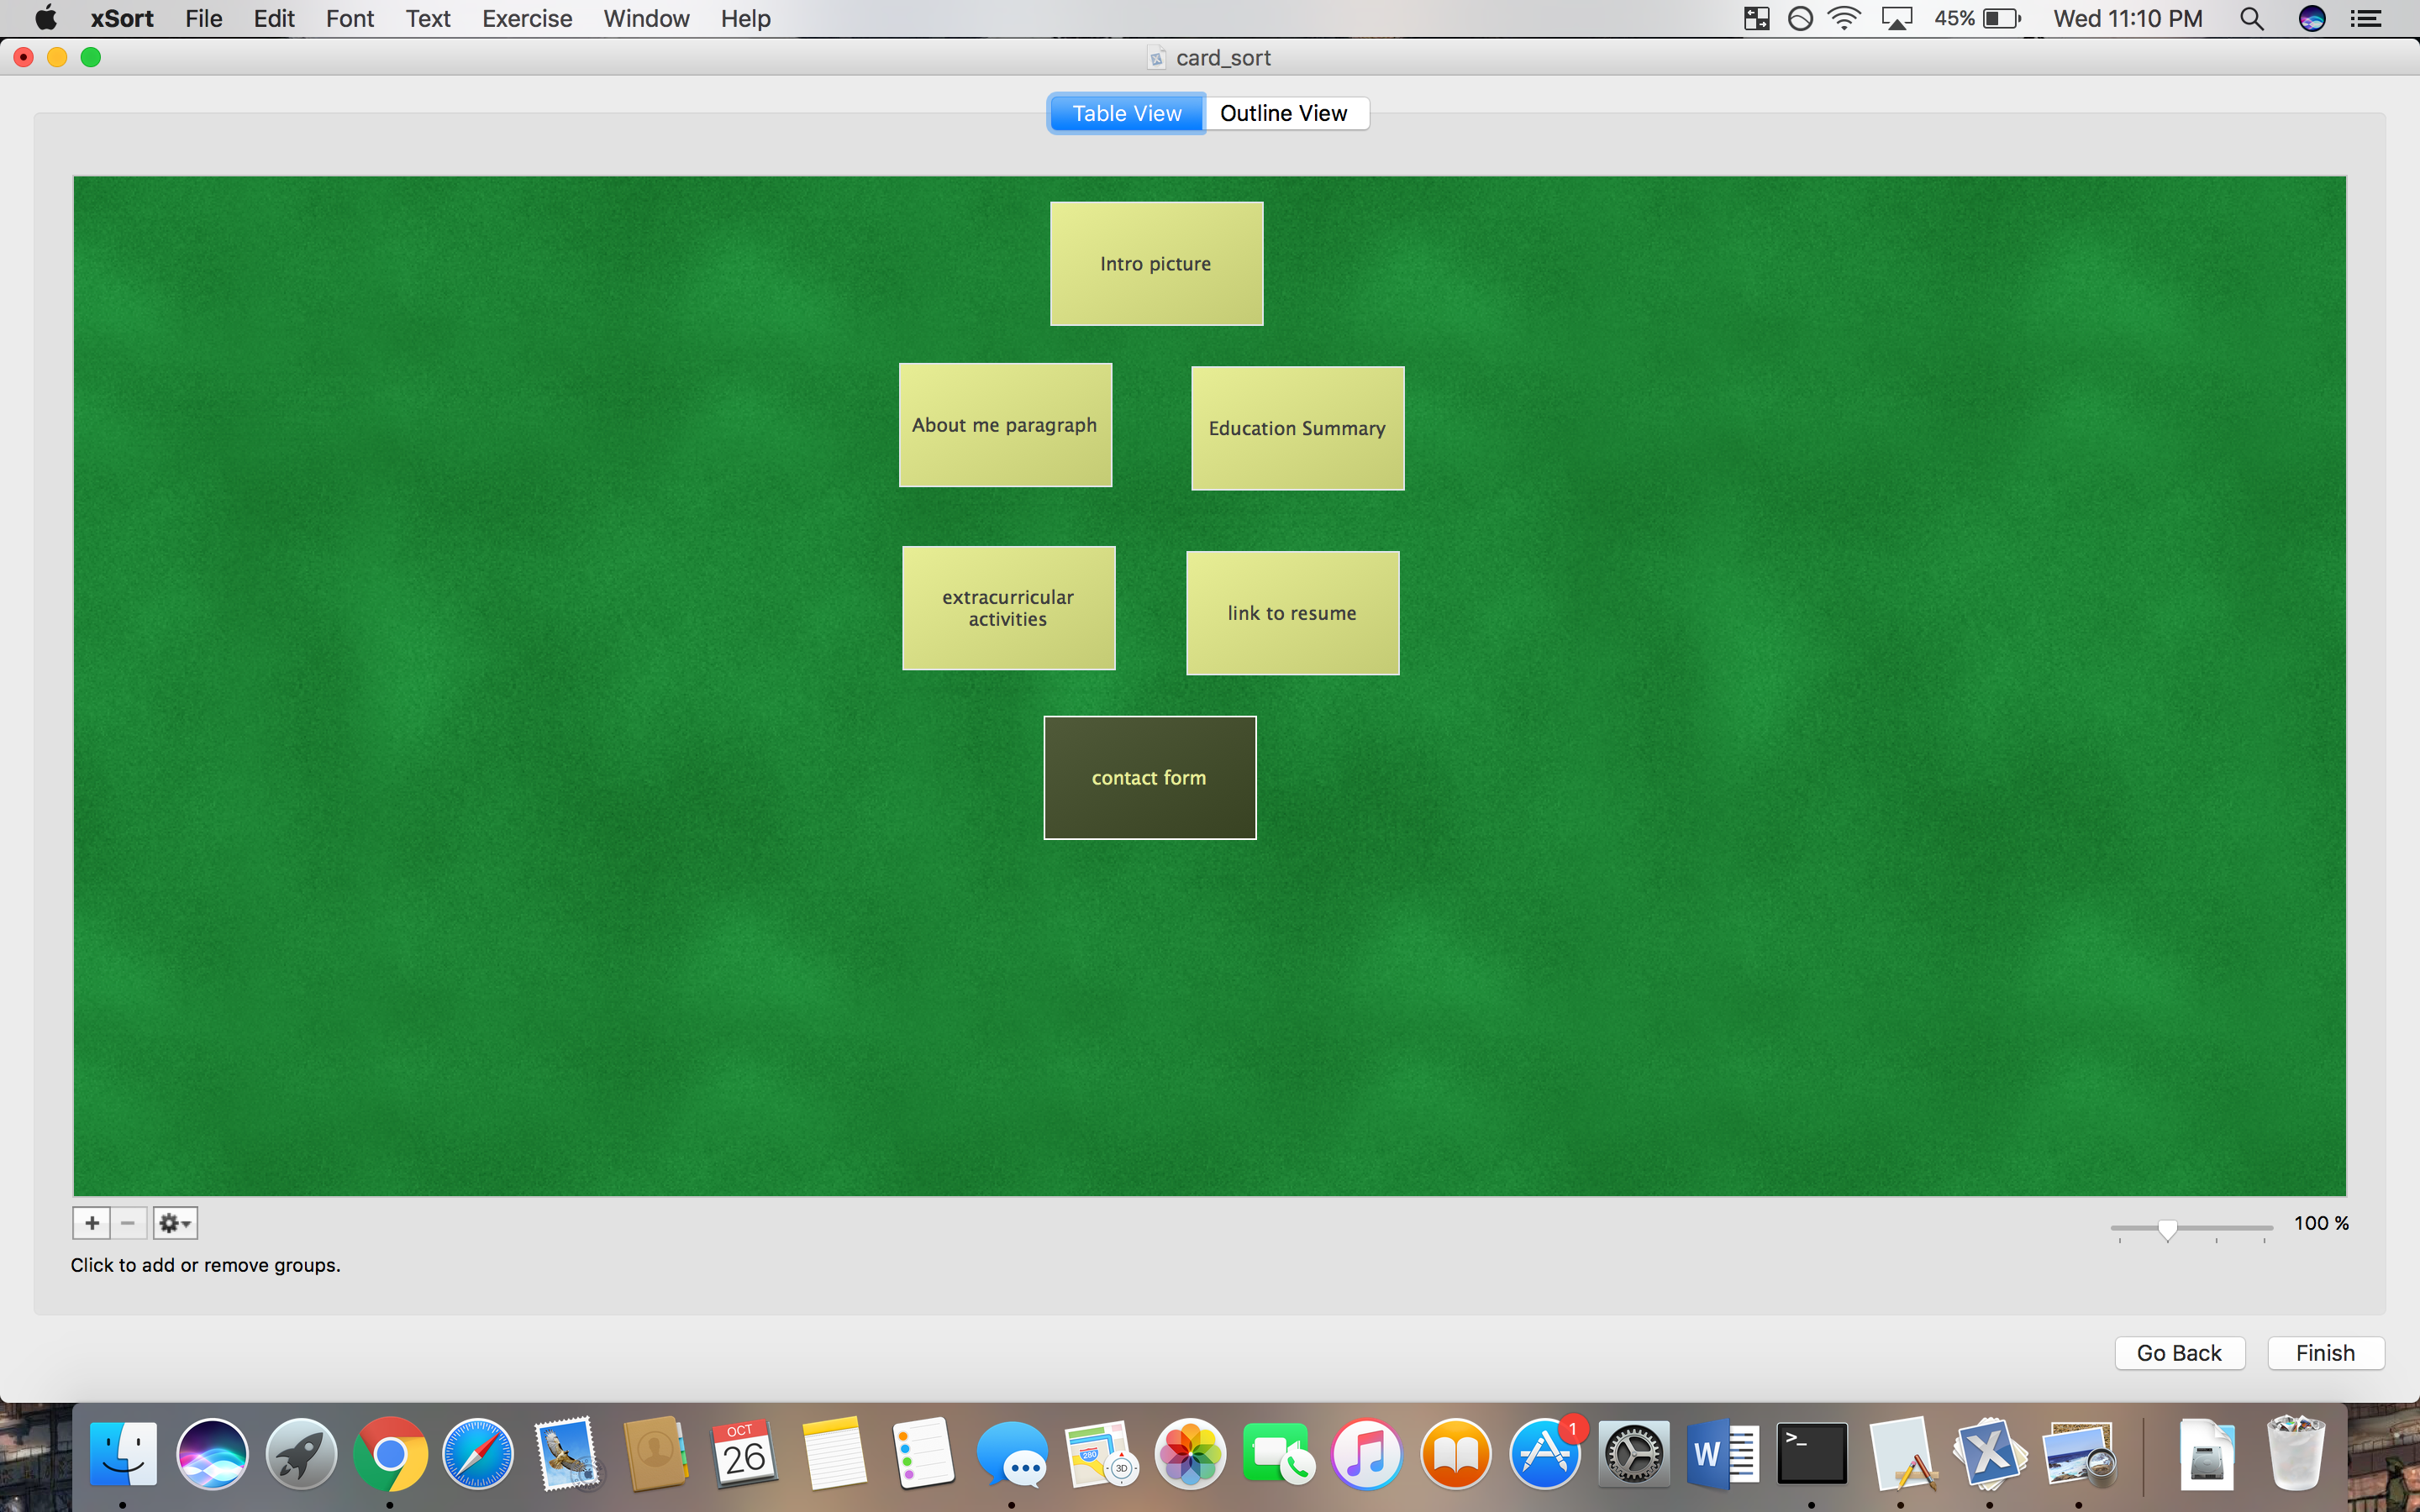 xSort File Edit Font Text Exercise Window Help 45% Wed 11:10 PM
card_sort
Table View Outline View
Intro picture
About me paragraph
Education Summary
extracurricular
activities
link to resume
contact form
100 %
Click to add or remove groups.
Go Back Finish
OCT
26
3D
1
W
>_
X